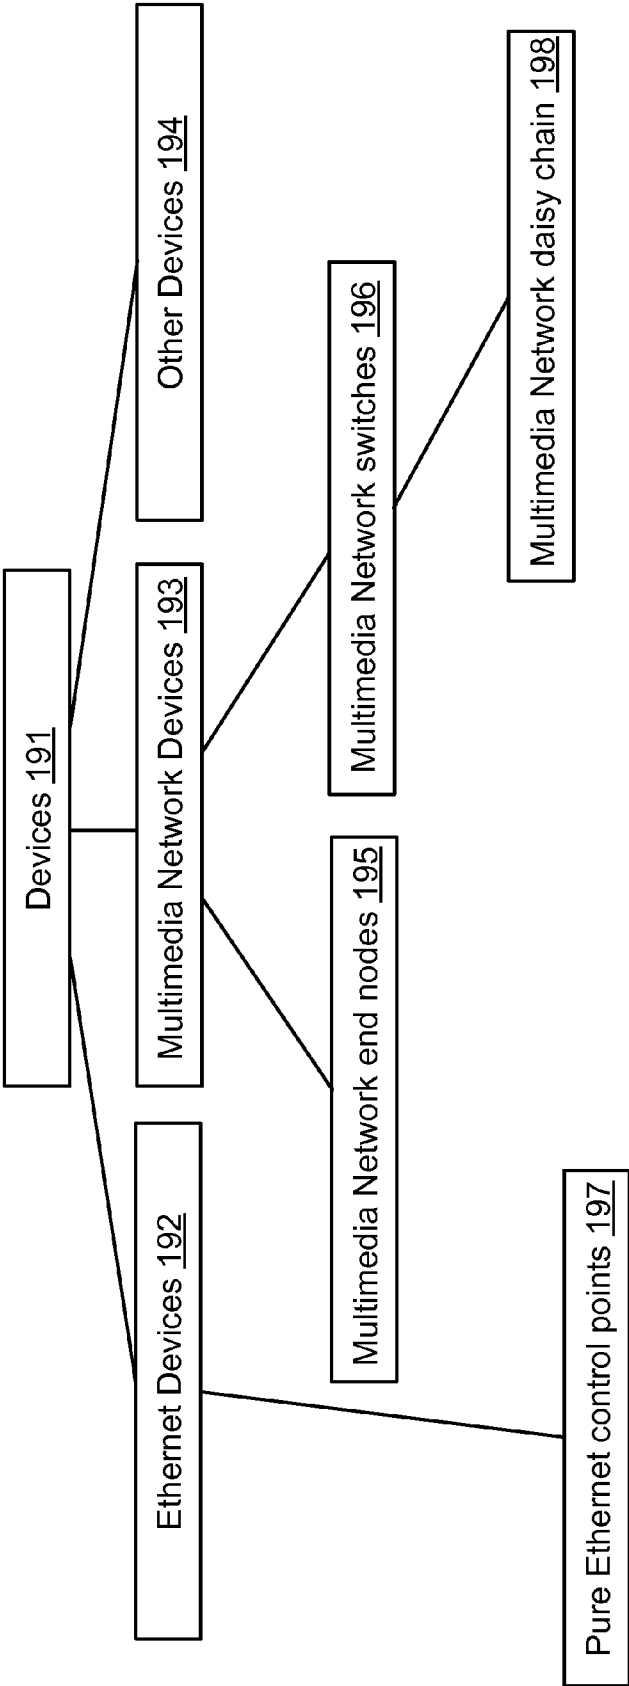 Devices 191
Ethernet Devices 192
Multimedia Network Devices 193
Other Devices 194
Multimedia Network end nodes 195
Multimedia Network switches 196
Pure Ethernet control points 197
Multimedia Network daisy chain 198